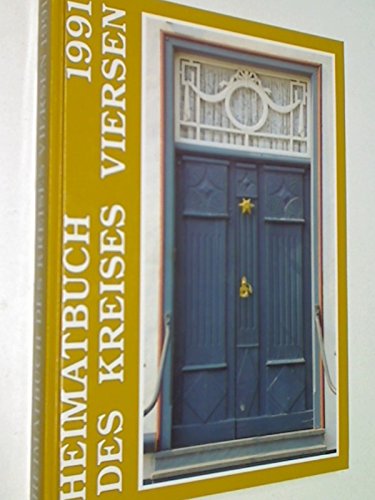 HEIMATBUCH 1991
DES KREISES VIERSEN
HEIMATBUCH DES KREISES VIERSEN 1991